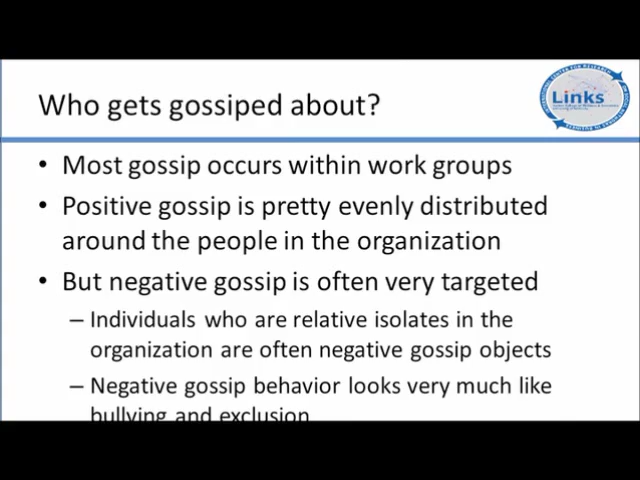 Who gets gossiped about?
Links
• Most gossip occurs within work groups
• Positive gossip is pretty evenly distributed
around the people in the organization
• But negative gossip is often very targeted
– Individuals who are relative isolates in the
organization are often negative gossip objects
– Negative gossip behavior looks very much like
bullying and exclusion